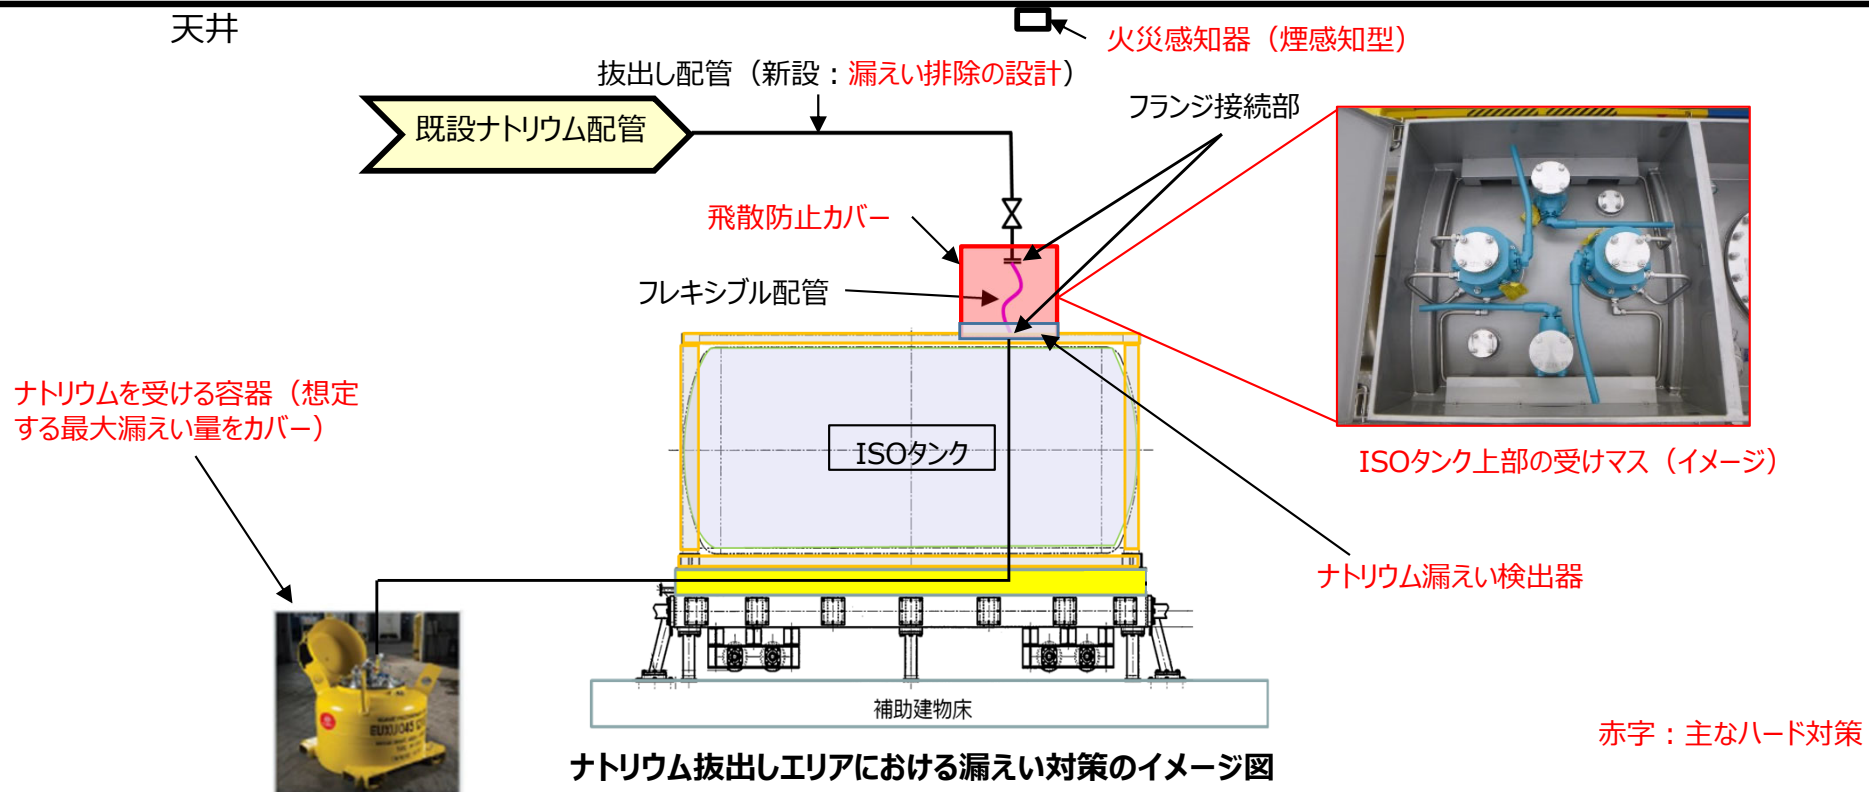 天井
火災感知器（煙感知型）
抜出し配管（新設：漏えい排除の設計）
フランジ接続部
既設ナトリウム配管
飛散防止カバー
フレキシブル配管
ナトリウムを受ける容器（想定
する最大漏えい量をカバー）
ISOタンク
ISOタンク上部の受けマス（イメージ）
ナトリウム漏えい検出器
補助建物床
赤字：主なハード対策
ナトリウム抜出しエリアにおける漏えい対策のイメージ図